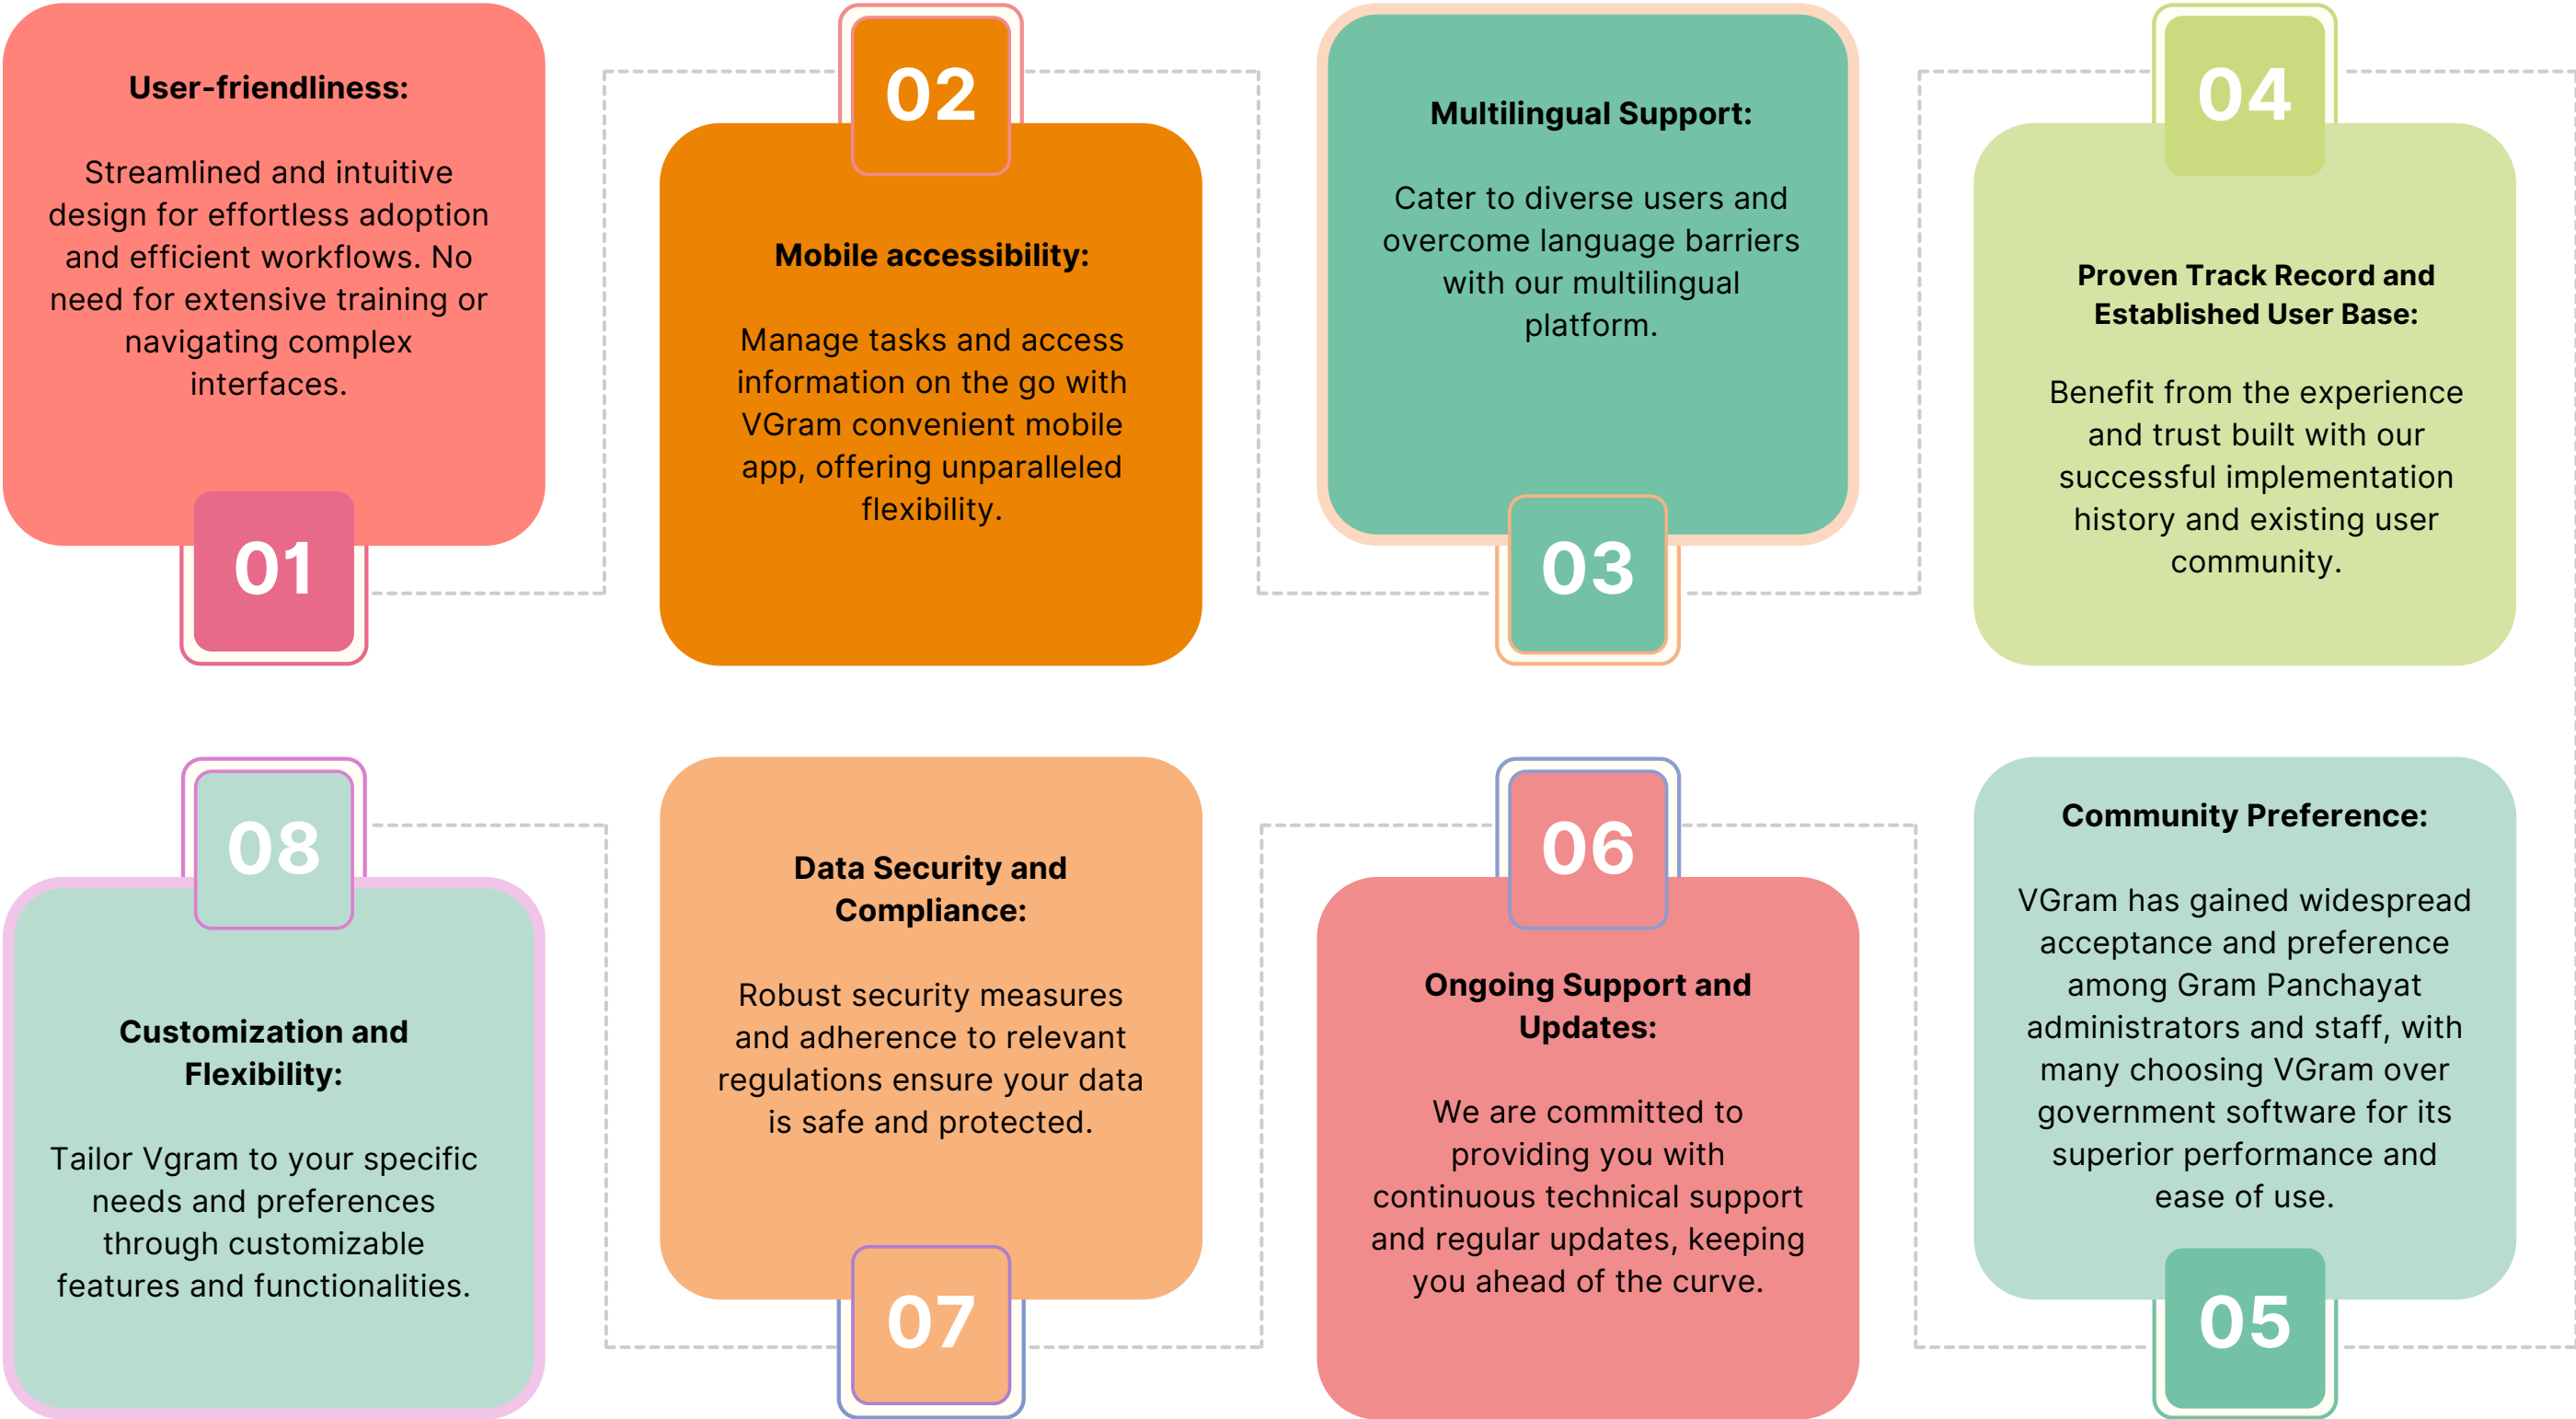 User-friendliness:
Streamlined and intuitive
design for effortless adoption
and efficient workflows. No
need for extensive training or
navigating complex
interfaces.
01
02
Mobile accessibility:
Manage tasks and access
information on the go with
VGram convenient mobile
app, offering unparalleled
flexibility.
Multilingual Support:
Cater to diverse users and
overcome language barriers
with our multilingual
platform.
03
04
Proven Track Record and
Established User Base:
Benefit from the experience
and trust built with our
successful implementation
history and existing user
community.
Community Preference:
VGram has gained widespread
acceptance and preference
among Gram Panchayat
administrators and staff, with
many choosing VGram over
government software for its
superior performance and
ease of use.
05
06
Ongoing Support and
Updates:
We are committed to
providing you with
continuous technical support
and regular updates, keeping
you ahead of the curve.
Data Security and
Compliance:
Robust security measures
and adherence to relevant
regulations ensure your data
is safe and protected.
07
08
Customization and
Flexibility:
Tailor Vgram to your specific
needs and preferences
through customizable
features and functionalities.